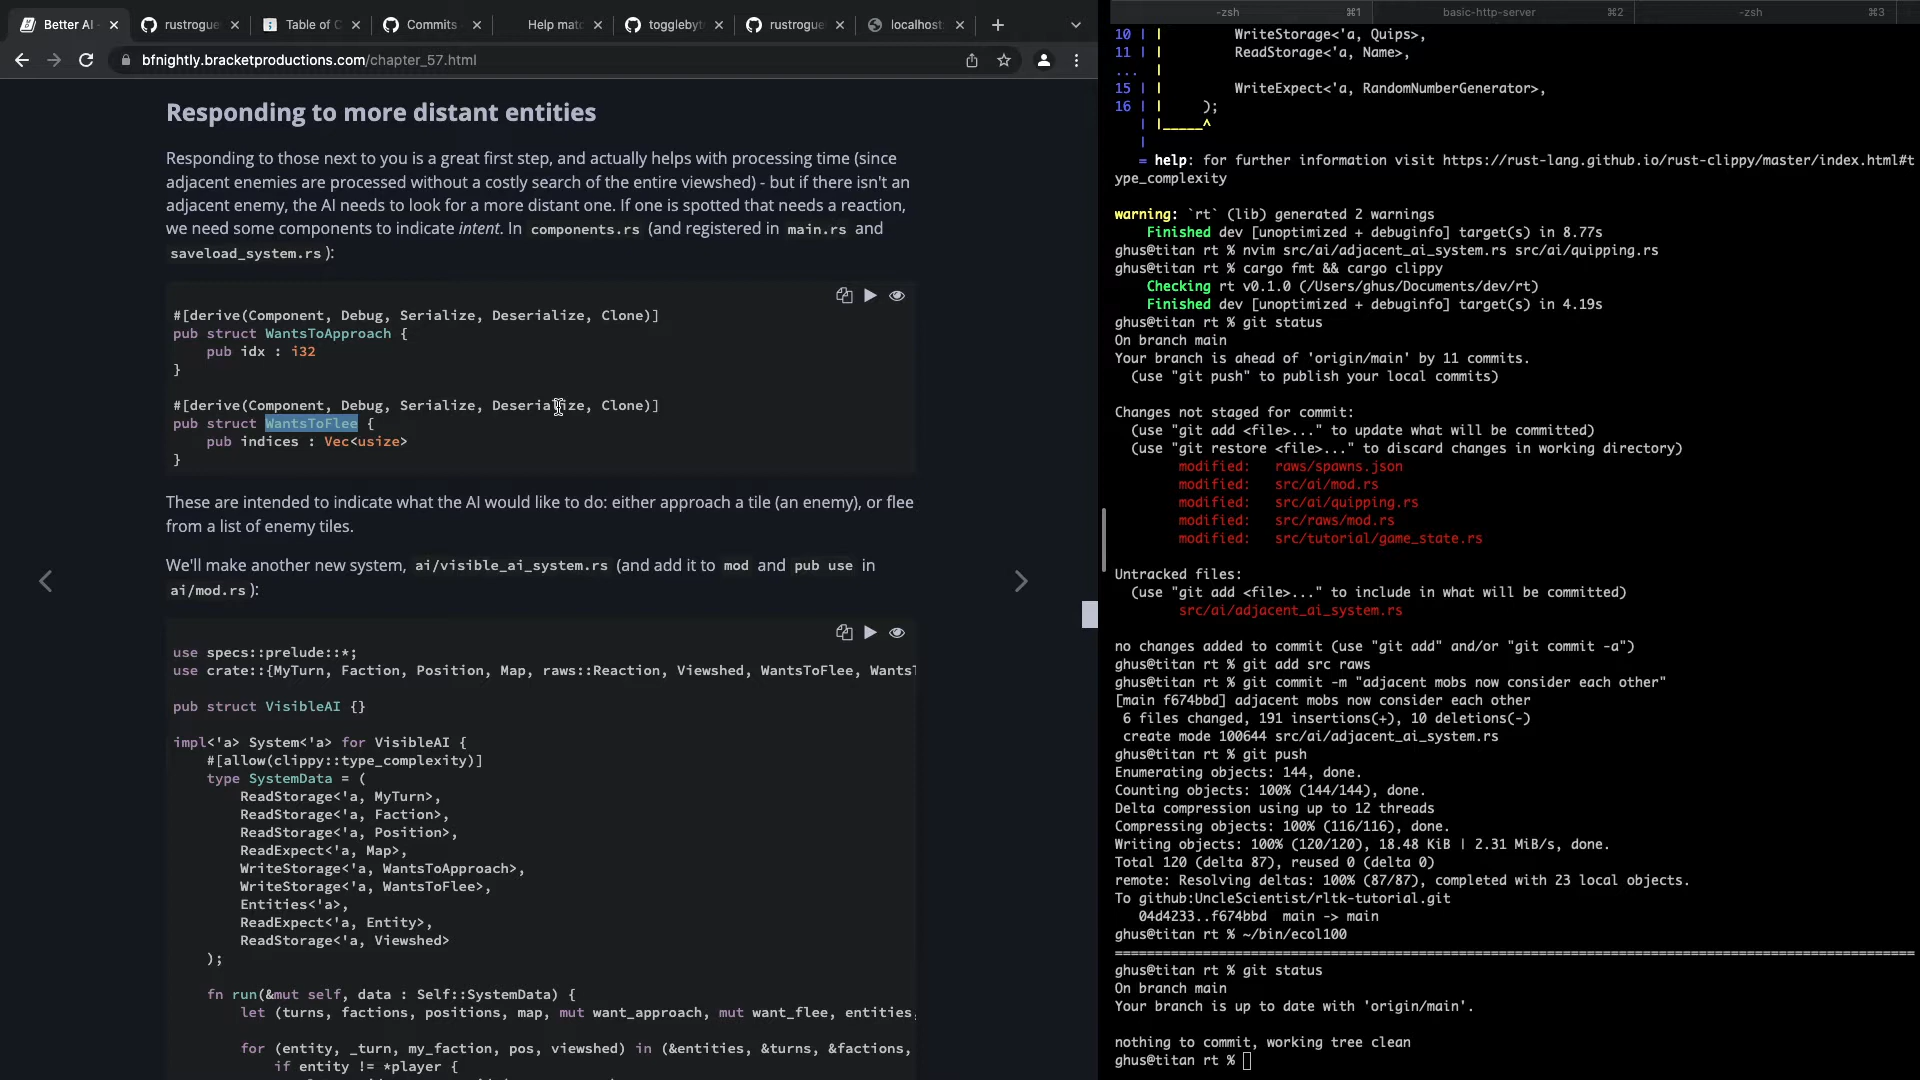 Better AI
rustrogue
Table of C
Commits
Help mat
togglebyt
rustrogue
localhost
bfnightly.bracketproductions.com/chapter_57.html
Responding to more distant entities
Responding to those next to you is a great first step, and actually helps with processing time (since
adjacent enemies are processed without a costly search of the entire viewshed) - but if there isn't an
adjacent enemy, the AI needs to look for a more distant one. If one is spotted that needs a reaction,
we need some components to indicate intent. In components.rs (and registered in main.rs and
saveload_system.rs):
#[derive(Component, Debug, Serialize, Deserialize, Clone)]
pub struct WantsToApproach {
    pub idx : i32
}
#[derive(Component, Debug, Serialize, Deserialize, Clone)]
pub struct WantsToFlee {
    pub indices : Vec<usize>
}
These are intended to indicate what the AI would like to do: either approach a tile (an enemy), or flee
from a list of enemy tiles.
We'll make another new system, ai/visible_ai_system.rs (and add it to mod and pub use in
ai/mod.rs):
use specs::prelude::*;
use crate::{MyTurn, Faction, Position, Map, raws::Reaction, Viewshed, WantsToFlee, WantsT
pub struct VisibleAI {}
impl<'a> System<'a> for VisibleAI {
    #[allow(clippy::type_complexity)]
    type SystemData = (
        ReadStorage<'a, MyTurn>,
        ReadStorage<'a, Faction>,
        ReadStorage<'a, Position>,
        ReadExpect<'a, Map>,
        WriteStorage<'a, WantsToApproach>,
        WriteStorage<'a, WantsToFlee>,
        Entities<'a>,
        ReadExpect<'a, Entity>,
        ReadStorage<'a, Viewshed>
    );
    fn run(&mut self, data : Self::SystemData) {
        let (turns, factions, positions, map, mut want_approach, mut want_flee, entities,
        for (entity, _turn, my_faction, pos, viewshed) in (&entities, &turns, &factions,
            if entity != *player {
-zsh ⌘1
basic-http-server ⌘2
-zsh ⌘3
10 | |         WriteStorage<'a, Quips>,
11 | |         ReadStorage<'a, Name>,
... |
15 | |         WriteExpect<'a, RandomNumberGenerator>,
16 | |     );
   | |_____^
   |
   = help: for further information visit https://rust-lang.github.io/rust-clippy/master/index.html#t
ype_complexity
warning: `rt` (lib) generated 2 warnings
    Finished dev [unoptimized + debuginfo] target(s) in 8.77s
ghus@titan rt % nvim src/ai/adjacent_ai_system.rs src/ai/quipping.rs
ghus@titan rt % cargo fmt && cargo clippy
    Checking rt v0.1.0 (/Users/ghus/Documents/dev/rt)
    Finished dev [unoptimized + debuginfo] target(s) in 4.19s
ghus@titan rt % git status
On branch main
Your branch is ahead of 'origin/main' by 11 commits.
  (use "git push" to publish your local commits)
Changes not staged for commit:
  (use "git add <file>..." to update what will be committed)
  (use "git restore <file>..." to discard changes in working directory)
        modified:   raws/spawns.json
        modified:   src/ai/mod.rs
        modified:   src/ai/quipping.rs
        modified:   src/raws/mod.rs
        modified:   src/tutorial/game_state.rs
Untracked files:
  (use "git add <file>..." to include in what will be committed)
        src/ai/adjacent_ai_system.rs
no changes added to commit (use "git add" and/or "git commit -a")
ghus@titan rt % git add src raws
ghus@titan rt % git commit -m "adjacent mobs now consider each other"
[main f674bbd] adjacent mobs now consider each other
 6 files changed, 191 insertions(+), 10 deletions(-)
 create mode 100644 src/ai/adjacent_ai_system.rs
ghus@titan rt % git push
Enumerating objects: 144, done.
Counting objects: 100% (144/144), done.
Delta compression using up to 12 threads
Compressing objects: 100% (116/116), done.
Writing objects: 100% (120/120), 18.48 KiB | 2.31 MiB/s, done.
Total 120 (delta 87), reused 0 (delta 0)
remote: Resolving deltas: 100% (87/87), completed with 23 local objects.
To github:UncleScientist/rltk-tutorial.git
   04d4233..f674bbd  main -> main
ghus@titan rt % ~/bin/ecol100
====================================================================================================
ghus@titan rt % git status
On branch main
Your branch is up to date with 'origin/main'.
nothing to commit, working tree clean
ghus@titan rt %